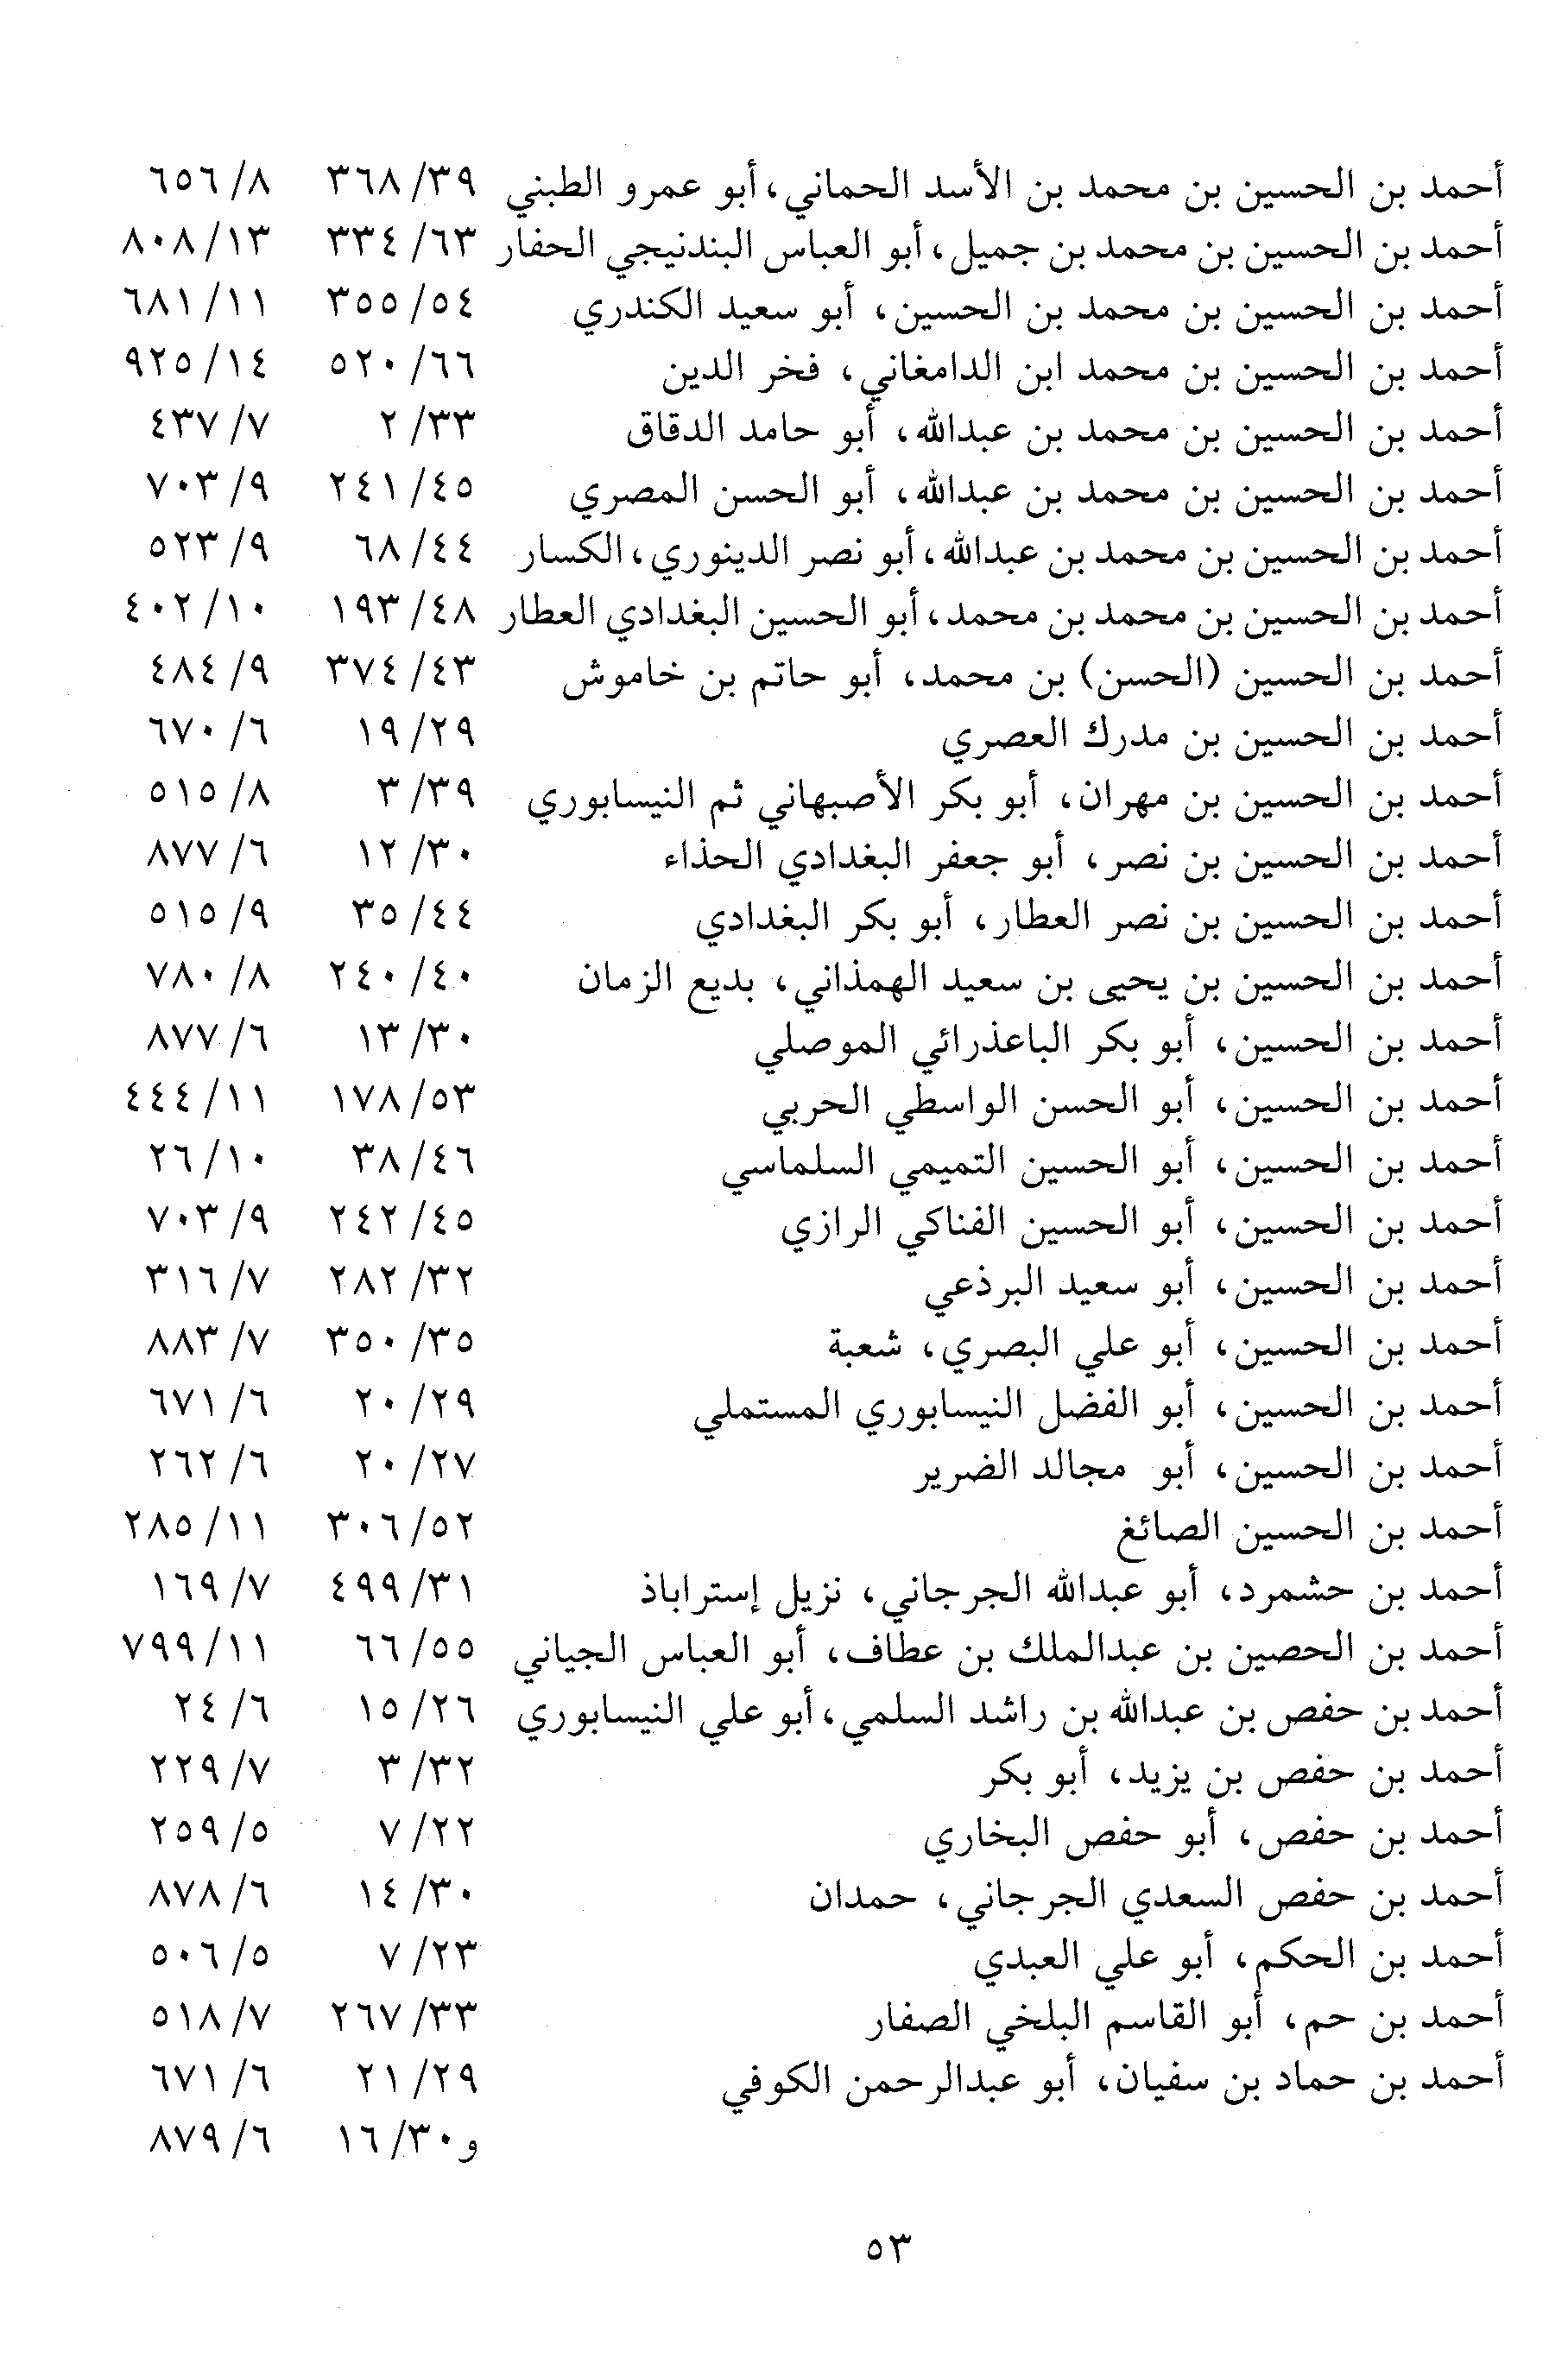 أحمد بن الحسين بن محمد بن الأسد الحماني، أبو عمرو الطبني ٣٩/ ٣٦٨ ٨/ ٦٥٦
أحمد بن الحسين بن محمد بن جميل، أبو العباس البندنيجي الحفار ٦٣/ ٣٣٤ ١٣/ ٨٠٨
أحمد بن الحسين بن محمد بن الحسين، أبو سعيد الكندري ٥٤/ ٣٥٥ ١١/ ٦٨١
أحمد بن الحسين بن محمد ابن الدامغاني، فخر الدين ٦٦/ ٥٢٠ ١٤/ ٩٢٥
أحمد بن الحسين بن محمد بن عبدالله، أبو حامد الدقاق ٣٣/ ٢ ٧/ ٤٣٧
أحمد بن الحسين بن محمد بن عبدالله، أبو الحسن المصري ٤٥/ ٢٤١ ٩/ ٧٠٣
أحمد بن الحسين بن محمد بن عبدالله، أبو نصر الدينوري، الكسار ٤٤/ ٦٨ ٩/ ٥٢٣
أحمد بن الحسين بن محمد بن محمد، أبو الحسين البغدادي العطار ٤٨/ ١٩٣ ١٠/ ٤٠٢
أحمد بن الحسين (الحسن) بن محمد، أبو حاتم بن خاموش ٤٣/ ٣٧٤ ٩/ ٤٨٤
أحمد بن الحسين بن مدرك العصري ٢٩/ ١٩ ٦/ ٦٧٠
أحمد بن الحسين بن مهران، أبو بكر الأصبهاني ثم النيسابوري ٣٩/ ٣ ٨/ ٥١٥
أحمد بن الحسين بن نصر، أبو جعفر البغدادي الحذاء ٣٠/ ١٢ ٦/ ٨٧٧
أحمد بن الحسين بن نصر العطار، أبو بكر البغدادي ٤٤/ ٣٥ ٩/ ٥١٥
أحمد بن الحسين بن يحيى بن سعيد الهمذاني، بديع الزمان ٤٠/ ٢٤٠ ٨/ ٧٨٠
أحمد بن الحسين، أبو بكر الباعذرائي الموصلي ٣٠/ ١٣ ٦/ ٨٧٧
أحمد بن الحسين، أبو الحسن الواسطي الحربي ٥٣/ ١٧٨ ١١/ ٤٤٤
أحمد بن الحسين، أبو الحسين التميمي السلماسي ٤٦/ ٣٨ ١٠/ ٢٦
أحمد بن الحسين، أبو الحسين الفناكي الرازي ٤٥/ ٢٤٢ ٩/ ٧٠٣
أحمد بن الحسين، أبو سعيد البرذعي ٣٢/ ٢٨٢ ٧/ ٣١٦
أحمد بن الحسين، أبو علي البصري، شعبة ٣٥/ ٣٥٠ ٧/ ٨٨٣
أحمد بن الحسين، أبو الفضل النيسابوري المستملي ٢٩/ ٢٠ ٦/ ٦٧١
أحمد بن الحسين، أبو مجالد الضرير ٢٧/ ٢٠ ٦/ ٢٦٢
أحمد بن الحسين الصائغ ٥٢/ ٣٠٦ ١١/ ٢٨٥
أحمد بن حشمرد، أبو عبدالله الجرجاني، نزيل إستراباذ ٣١/ ٤٩٩ ٧/ ١٦٩
أحمد بن الحصين بن عبدالملك بن عطاف، أبو العباس الجياني ٥٥/ ٦٦ ١١/ ٧٩٩
أحمد بن حفص بن عبدالله بن راشد السلمي، أبو علي النيسابوري ٢٦/ ١٥ ٦/ ٢٤
أحمد بن حفص بن يزيد، أبو بكر ٣٢/ ٣ ٧/ ٢٢٩
أحمد بن حفص، أبو حفص البخاري ٢٢/ ٧ ٥/ ٢٥٩
أحمد بن حفص السعدي الجرجاني، حمدان ٣٠/ ١٤ ٦/ ٨٧٨
أحمد بن الحكم، أبو علي العبدي ٢٣/ ٧ ٥/ ٥٠٦
أحمد بن حم، أبو القاسم البلخي الصفار ٣٣/ ٢٦٧ ٧/ ٥١٨
أحمد بن حماد بن سفيان، أبو عبدالرحمن الكوفي ٢٩/ ٢١ ٦/ ٦٧١
و٣٠/ ١٦ ٦/ ٨٧٩
٥٣